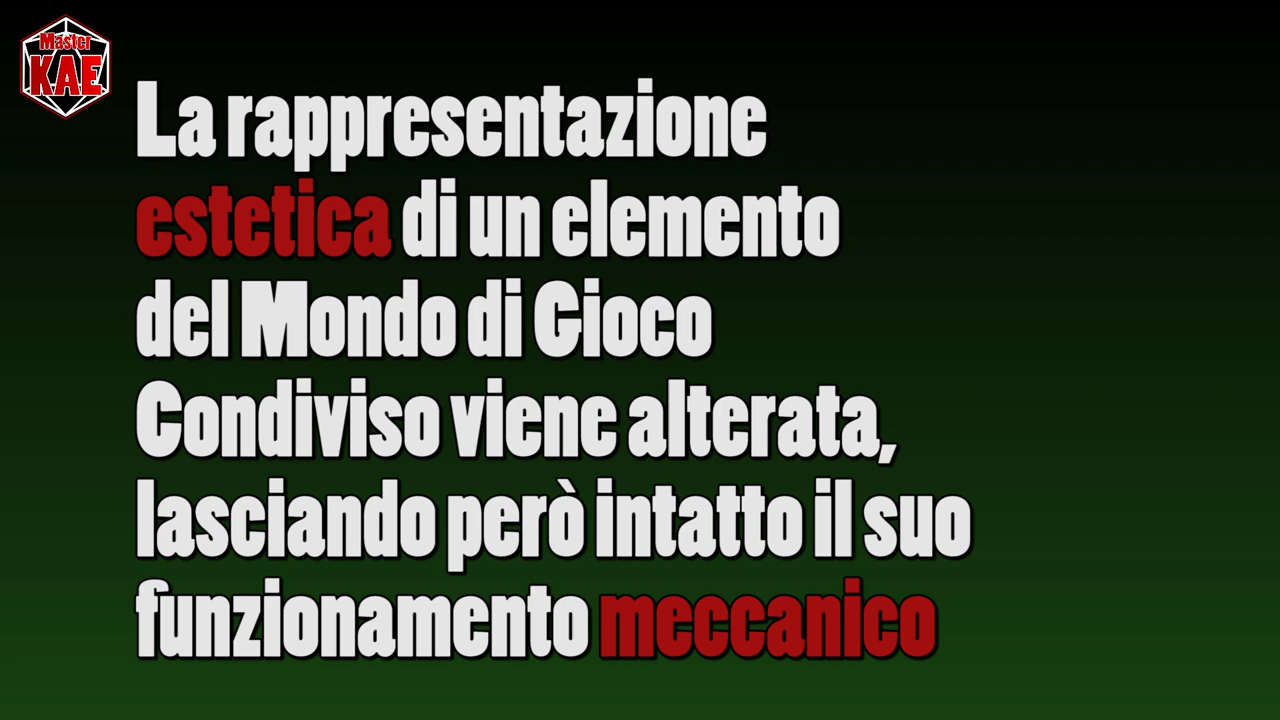 Master
KAE
La rappresentazione
estetica di un elemento
del Mondo di Gioco
Condiviso viene alterata,
lasciando però intatto il suo
funzionamento meccanico